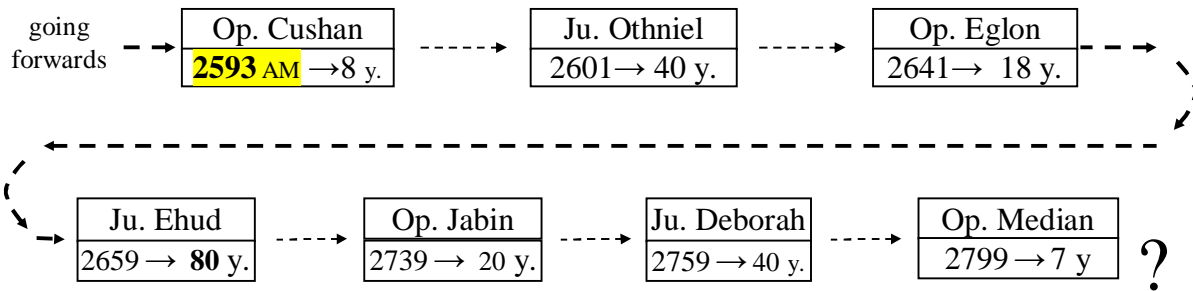 going
forwards
Op. Cushan
2593 AM →8 y.
Ju. Othniel
2601→ 40 y.
Op. Eglon
2641→ 18 y.
Ju. Ehud
2659 → 80 y.
Op. Jabin
2739 → 20 y.
Ju. Deborah
2759 → 40 y.
Op. Median
2799 → 7 y
?